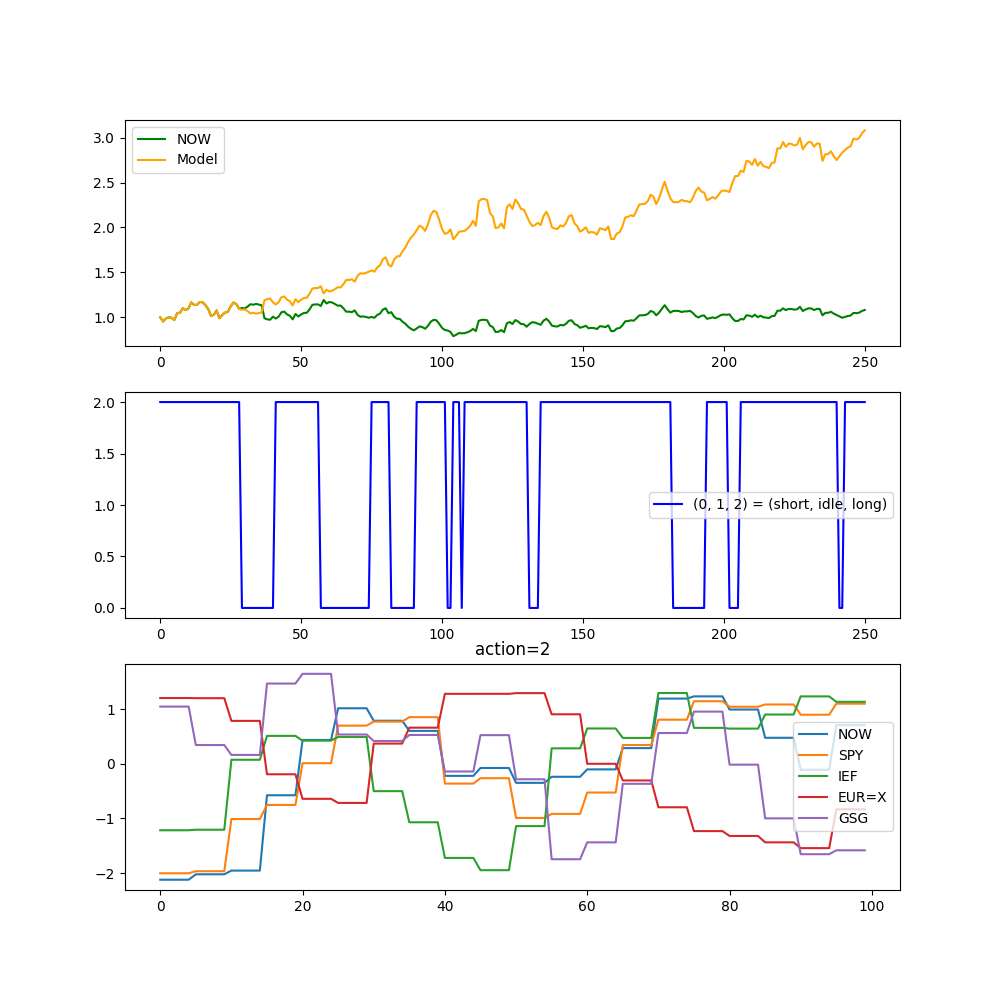 3.0
2.5
2.0
1.5
1.0
NOW
Model
0 50 100 150 200 250
2.0
1.5
1.0
0.5
0.0
(0, 1, 2) = (short, idle, long)
0 50 100 150 200 250
action=2
1
0
−1
−2
NOW
SPY
IEF
EUR=X
GSG
0 20 40 60 80 100